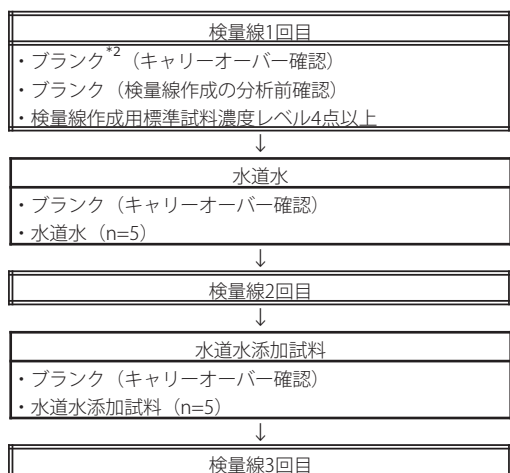 検量線1回目
・ブランク*2（キャリーオーバー確認）
・ブランク（検量線作成の分析前確認）
・検量線作成用標準試料濃度レベル4点以上
↓
水道水
・ブランク（キャリーオーバー確認）
・水道水（n=5）
↓
検量線2回目
↓
水道水添加試料
・ブランク（キャリーオーバー確認）
・水道水添加試料（n=5）
↓
検量線3回目